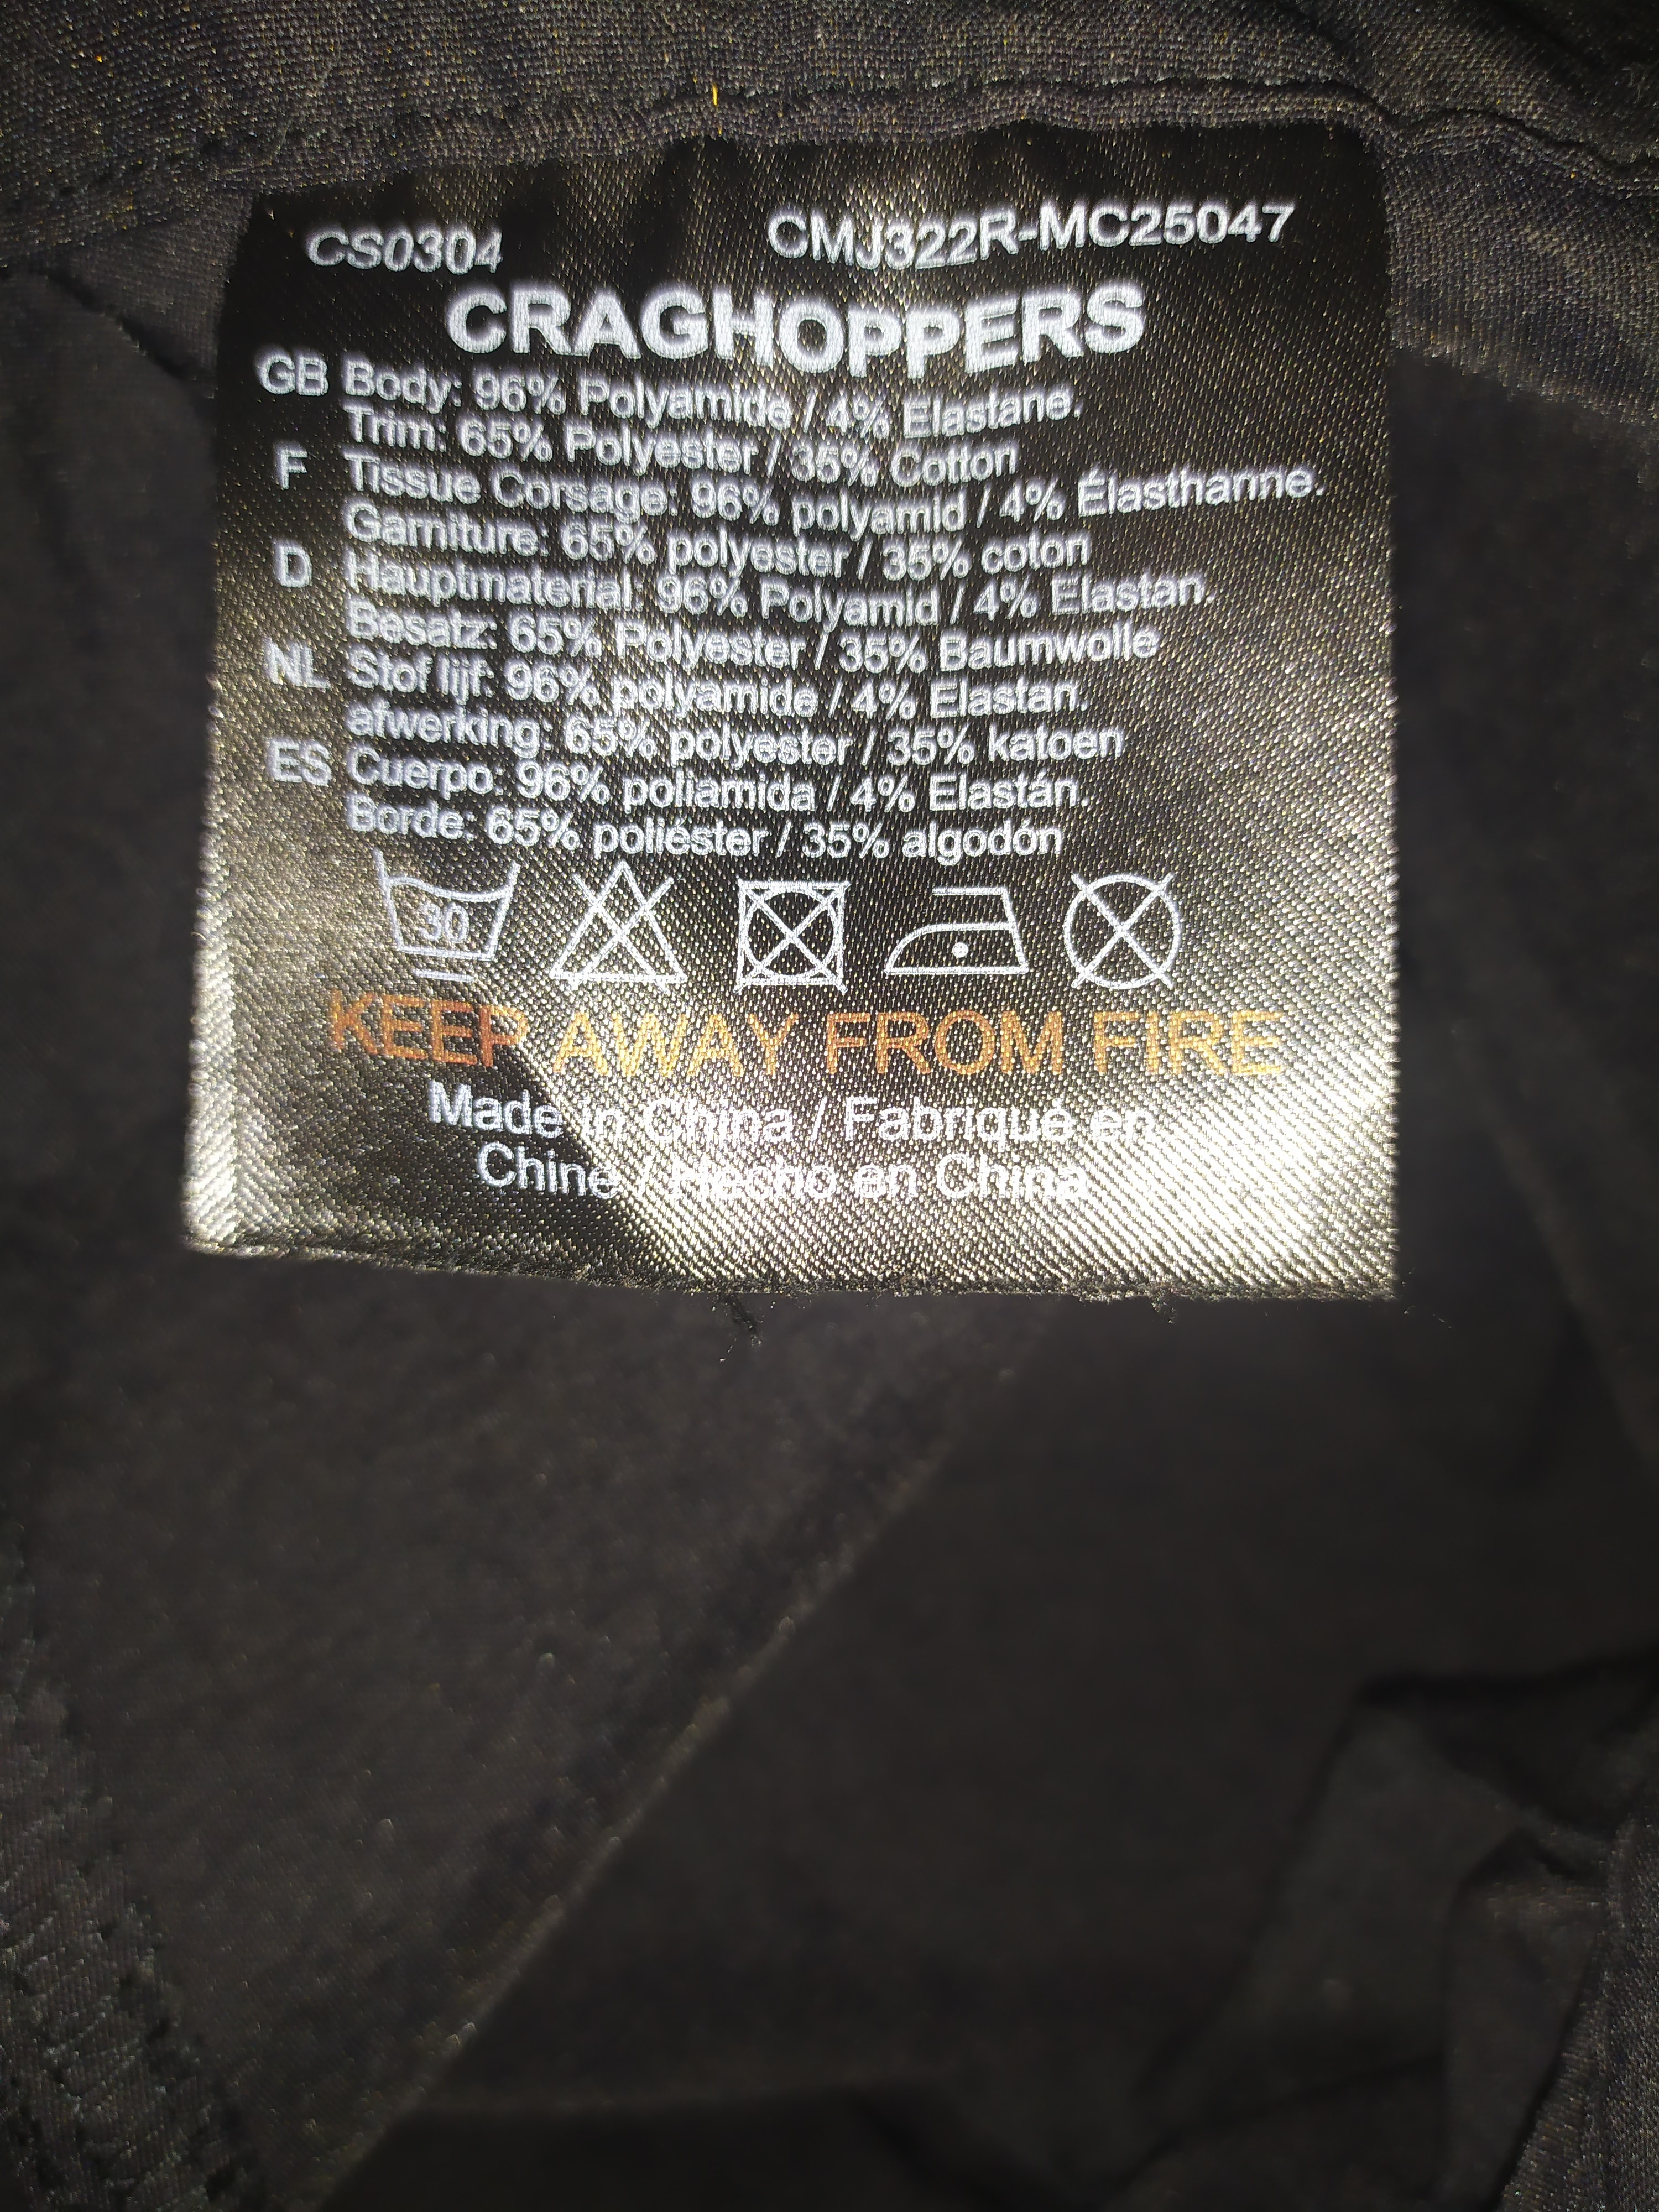 CS0304 CMJ322R-MC25047
CRAGHOPPERS
GB Body: 96% Polyamide / 4% Elastane.
Trim: 65% Polyester / 35% Cotton
F Tissue Corsage: 96% polyamid / 4% Élasthanne.
Garniture: 65% polyester / 35% coton
D Hauptmaterial: 96% Polyamid / 4% Elastan.
Besatz: 65% Polyester / 35% Baumwolle
NL Stof lijf: 96% polyamide / 4% Elastan.
afwerking: 65% polyester / 35% katoen
ES Cuerpo: 96% poliamida / 4% Elastán.
Borde: 65% poliéster / 35% algodón
30
KEEP AWAY FROM FIRE
Made in China / Fabriqué en
Chine / Hecho en China